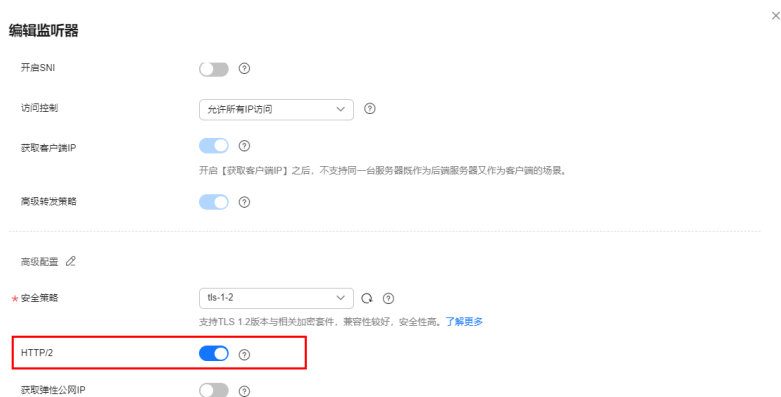 编辑监听器
开启SNI
访问控制 允许所有IP访问
获取客户端IP
开启【获取客户端IP】之后，不支持同一台服务器既作为后端服务器又作为客户端的场景。
高级转发策略
高级配置
* 安全策略 tls-1-2
支持TLS 1.2版本与相关加密套件，兼容性较好，安全性高。了解更多
HTTP/2
获取弹性公网IP